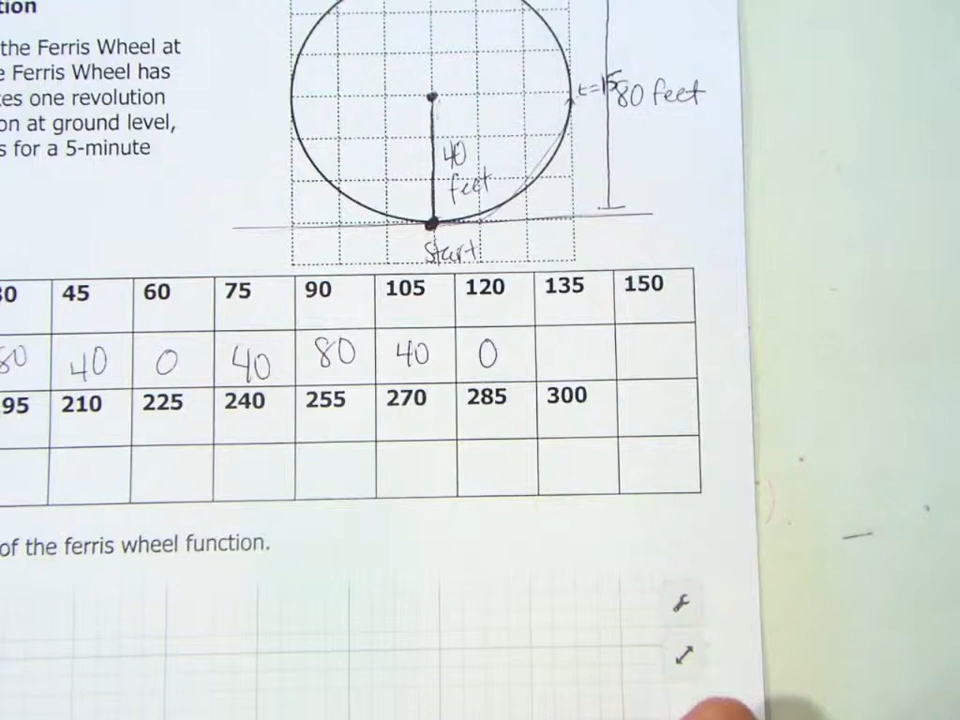 tion
the Ferris Wheel at
e Ferris Wheel has
tes one revolution
on at ground level,
s for a 5-minute
t=15
80 feet
40
feet
Start
30 45 60 75 90 105 120 135 150
80 40 0 40 80 40 0
95 210 225 240 255 270 285 300
of the ferris wheel function.